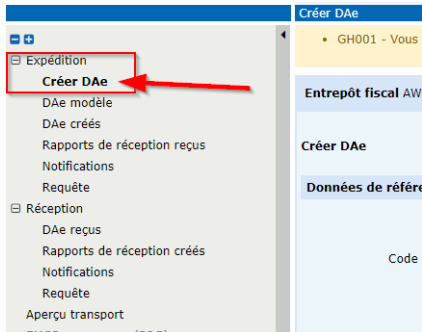 Créer DAe
• GH001 - Vous
Expédition
Créer DAe
DAe modèle
DAe créés
Rapports de réception reçus
Notifications
Requête
Réception
DAe reçus
Rapports de réception créés
Notifications
Requête
Aperçu transport
Entrepôt fiscal AW
Créer DAe
Données de référe
Code